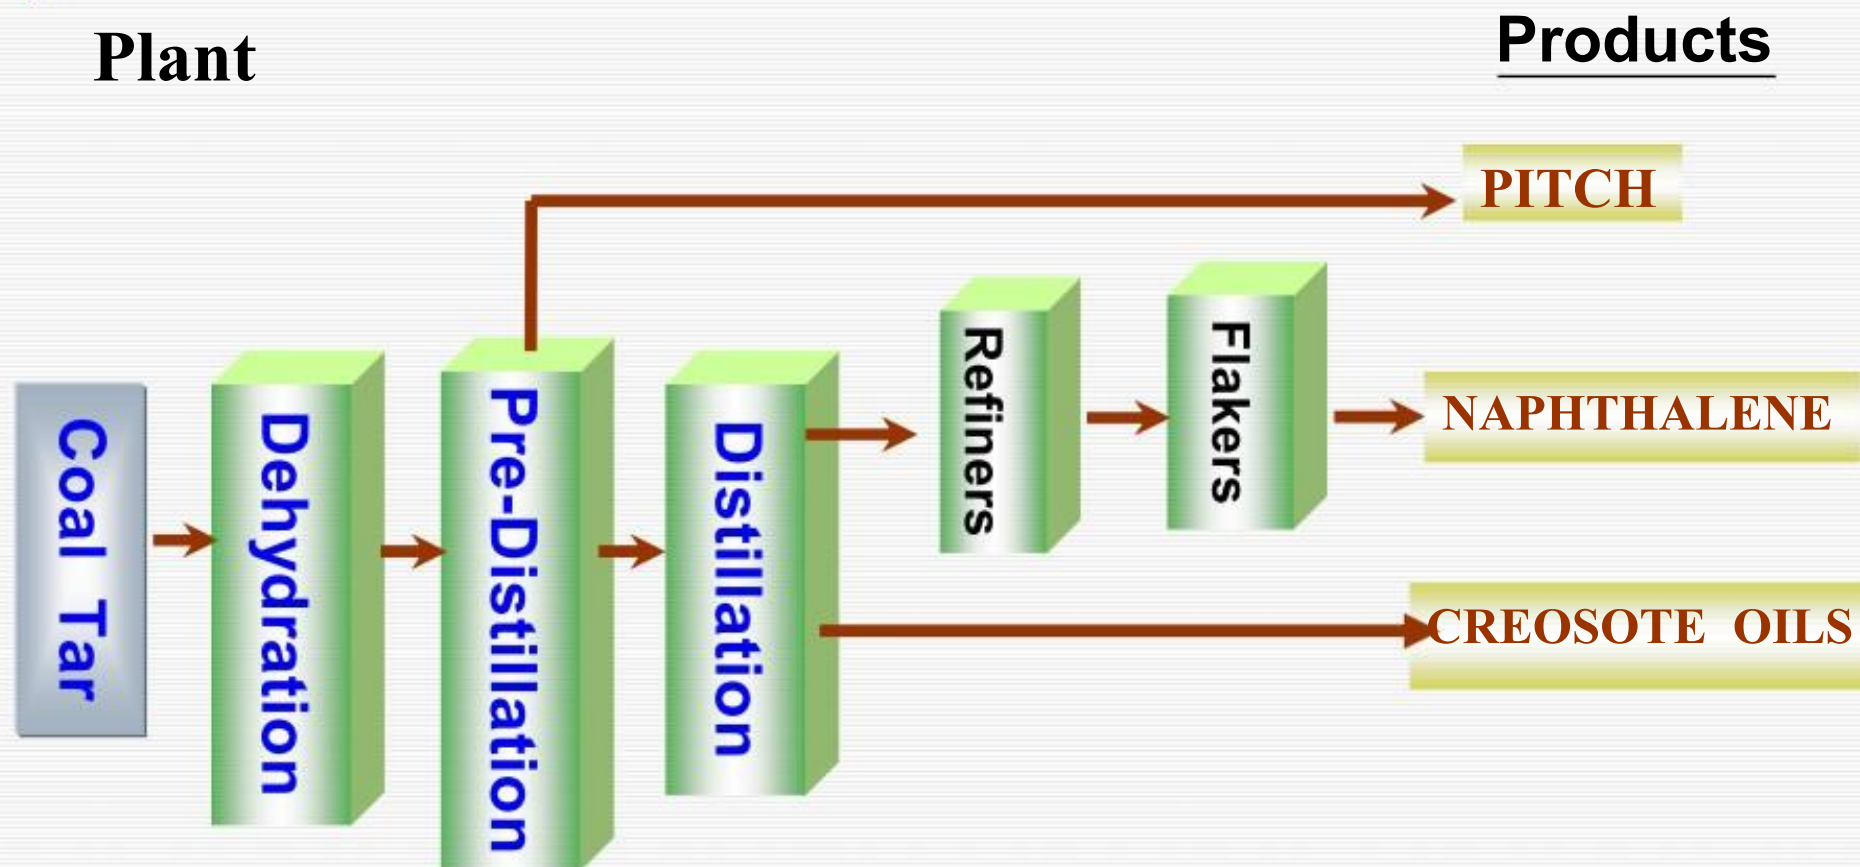 Plant
Products
PITCH
Coal Tar
Dehydration
Pre-Distillation
Distillation
Refiners
Flakers
NAPHTHALENE
CREOSOTE OILS